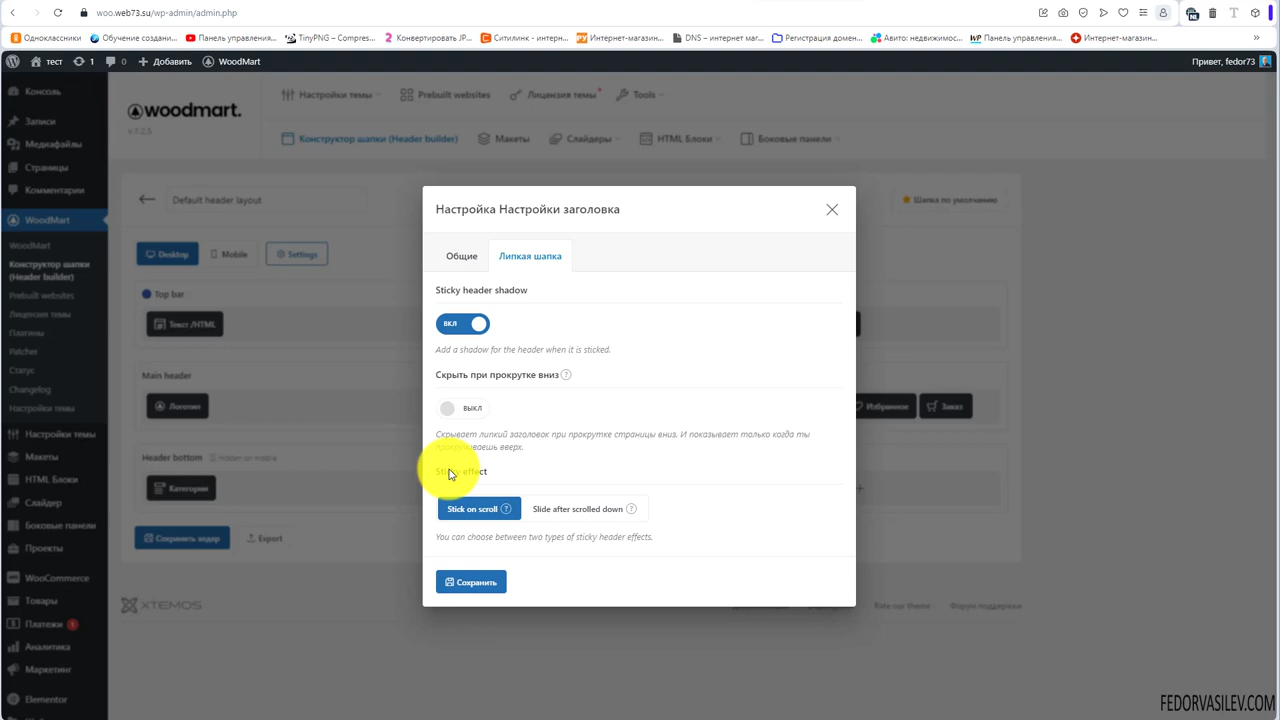 woo.web73.su/wp-admin/admin.php
Одноклассники
Обучение создани...
Панель управления...
TinyPNG – Compres...
Конвертировать JP...
Ситилинк - интерн...
Интернет-магазин...
DNS – интернет маг...
Регистрация домен...
Авито: недвижимос...
Панель управления...
Интернет-магазин...
тест
1
0
Добавить
WoodMart
Привет, fedor73
Консоль
Записи
Медиафайлы
Страницы
Комментарии
WoodMart
WoodMart
Конструктор шапки
(Header builder)
Prebuilt websites
Лицензия темы
Плагины
Patcher
Статус
Changelog
Настройки темы
Настройки темы
Макеты
HTML Блоки
Слайдер
Боковые панели
Проекты
WooCommerce
Товары
Платежи 1
Аналитика
Маркетинг
Elementor
woodmart.
v.7.2.5
Настройки темы
Prebuilt websites
Лицензия темы
Tools
Конструктор шапки (Header builder)
Макеты
Слайдеры
HTML Блоки
Боковые панели
Default header layout
Шапка по умолчанию
Desktop
Mobile
Settings
Top bar
Текст /HTML
Main header
Логотип
Избранное
Заказ
Header bottom
hidden on mobile
Категории
Сохранить хедер
Export
XTEMOS
Rate our theme
Форум поддержки
Настройка Настройки заголовка
Общие
Липкая шапка
Sticky header shadow
ВКЛ
Add a shadow for the header when it is sticked.
Скрыть при прокрутке вниз ?
ВЫКЛ
Скрывает липкий заголовок при прокрутке страницы вниз. И показывает только когда ты
прокручиваешь вверх.
Sticky effect
Stick on scroll ?
Slide after scrolled down ?
You can choose between two types of sticky header effects.
Сохранить
FEDORVASILEV.COM